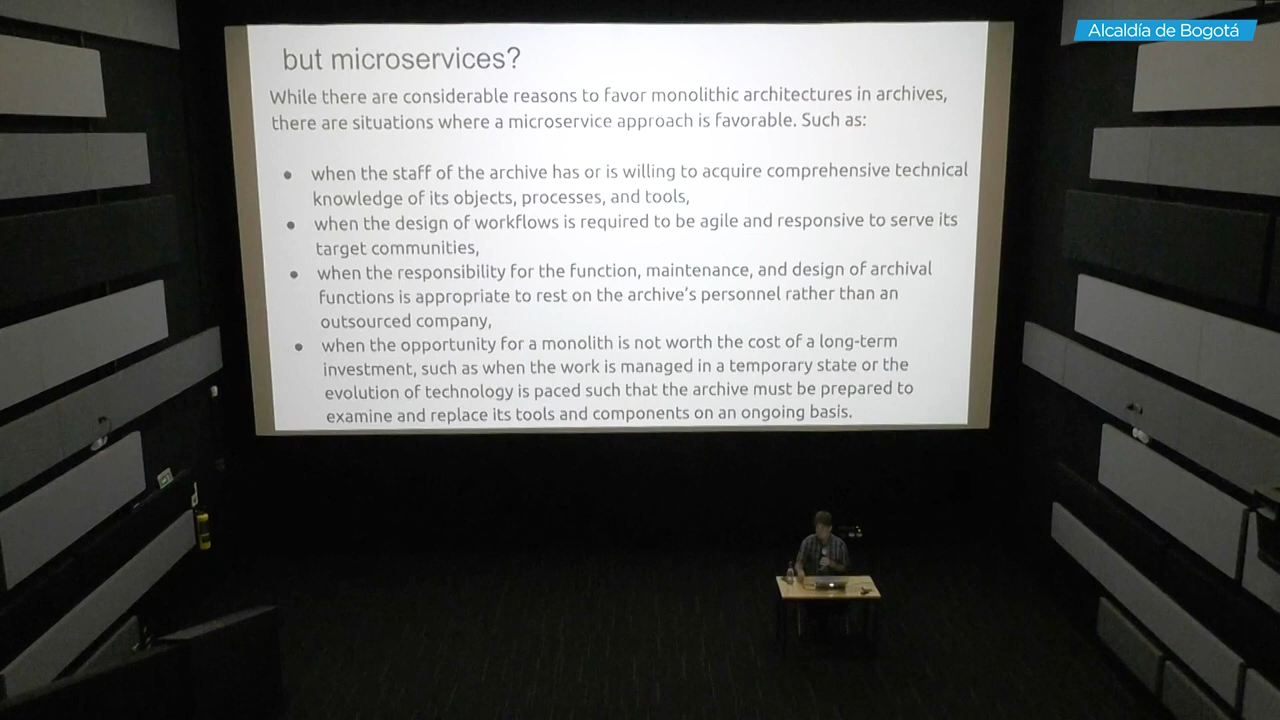 Alcaldía de Bogotá
but microservices?
While there are considerable reasons to favor monolithic architectures in archives,
there are situations where a microservice approach is favorable. Such as:
● when the staff of the archive has or is willing to acquire comprehensive technical
knowledge of its objects, processes, and tools,
● when the design of workflows is required to be agile and responsive to serve its
target communities,
● when the responsibility for the function, maintenance, and design of archival
functions is appropriate to rest on the archive's personnel rather than an
outsourced company,
● when the opportunity for a monolith is not worth the cost of a long-term
investment, such as when the work is managed in a temporary state or the
evolution of technology is paced such that the archive must be prepared to
examine and replace its tools and components on an ongoing basis.